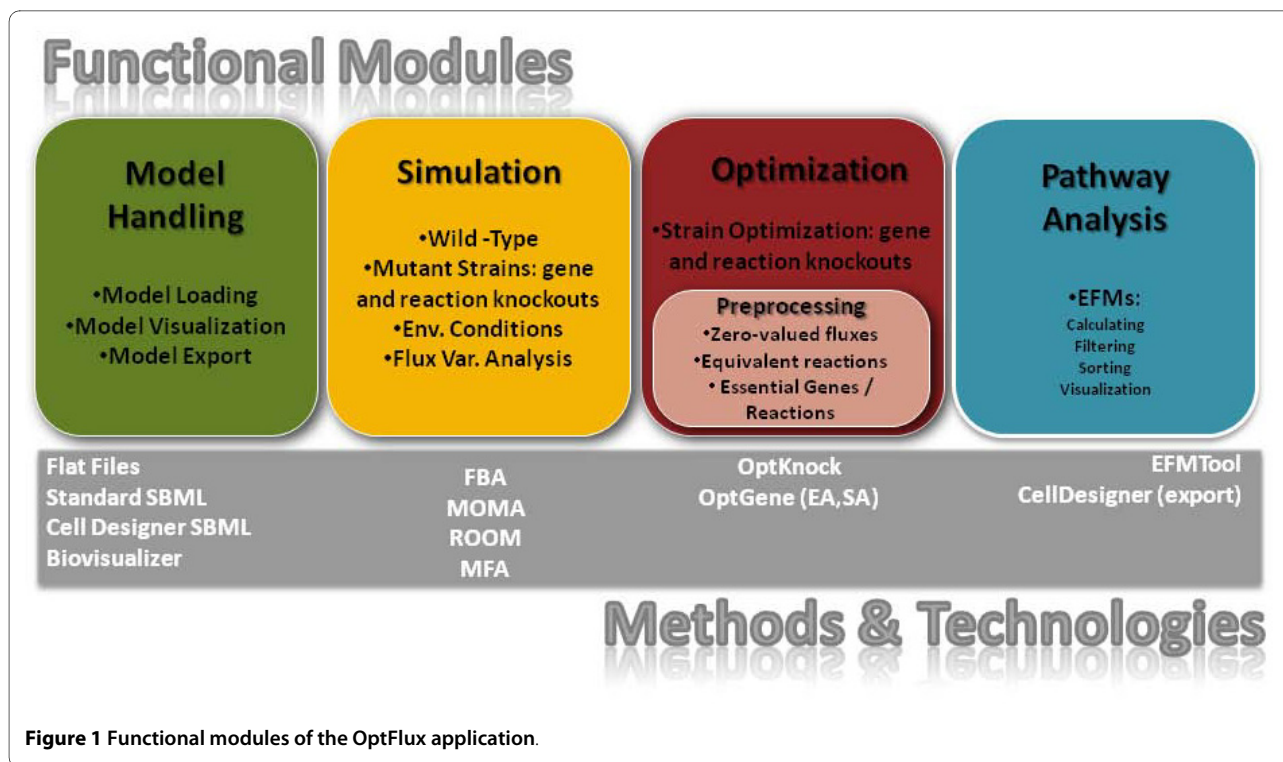 Functional Modules
Model
Handling
•Model Loading
•Model Visualization
•Model Export
Simulation
•Wild -Type
•Mutant Strains: gene
and reaction knockouts
•Env. Conditions
•Flux Var. Analysis
Optimization
•Strain Optimization: gene
and reaction knockouts
Preprocessing
•Zero-valued fluxes
•Equivalent reactions
• Essential Genes /
Reactions
Pathway
Analysis
•EFMs:
Calculating
Filtering
Sorting
Visualization
Flat Files
Standard SBML
Cell Designer SBML
Biovisualizer
FBA
MOMA
ROOM
MFA
OptKnock
OptGene (EA,SA)
EFMTool
CellDesigner (export)
Methods & Technologies
Figure 1 Functional modules of the OptFlux application.